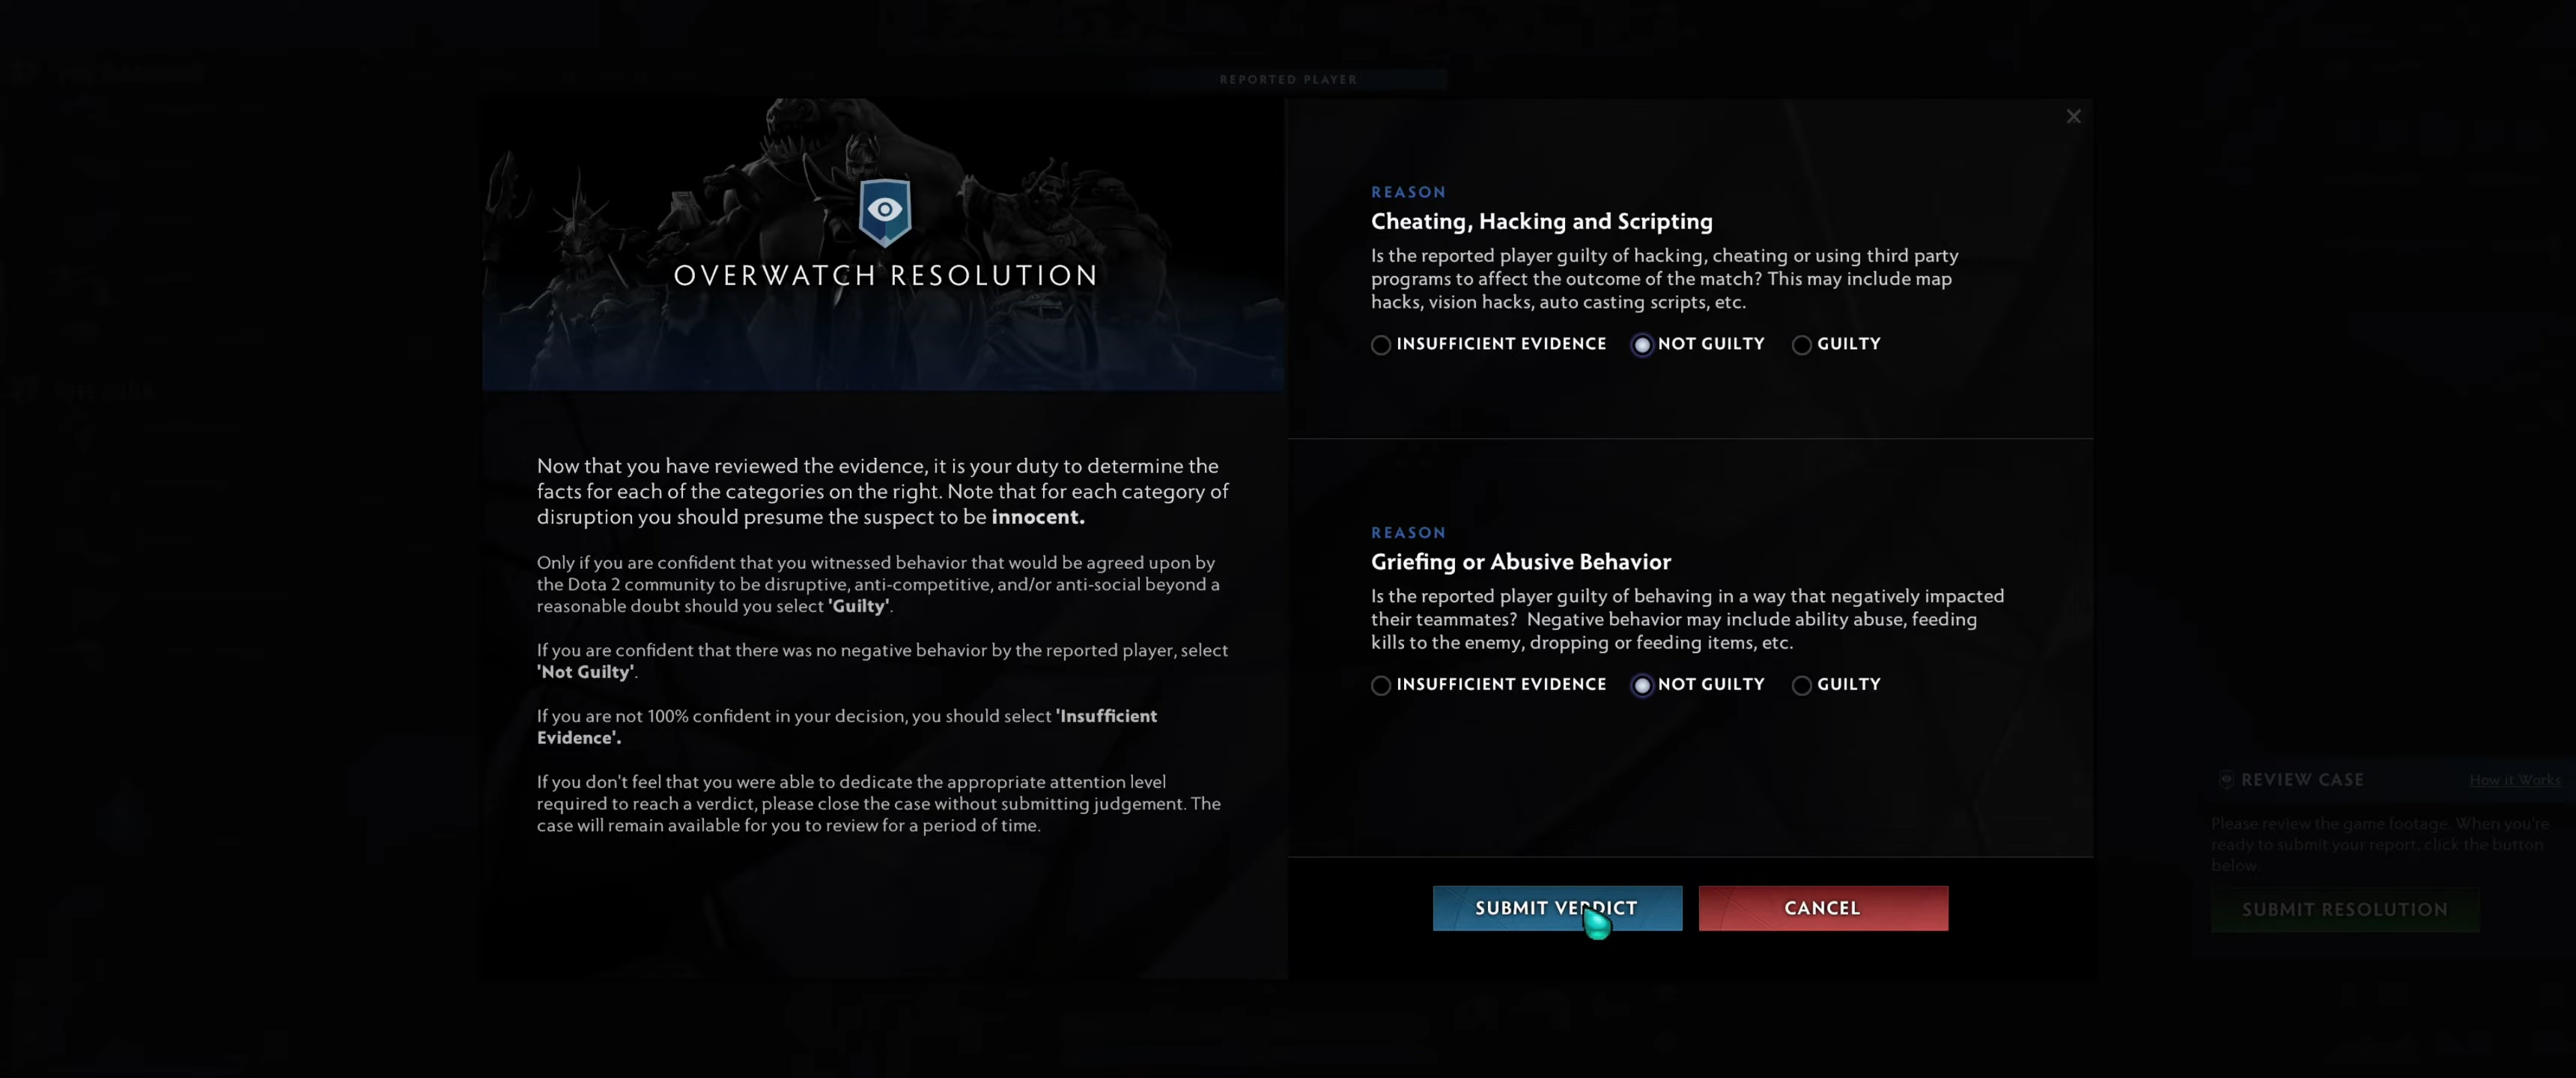 REPORTED PLAYER
OVERWATCH RESOLUTION
Now that you have reviewed the evidence, it is your duty to determine the
facts for each of the categories on the right. Note that for each category of
disruption you should presume the suspect to be innocent.
Only if you are confident that you witnessed behavior that would be agreed upon by
the Dota 2 community to be disruptive, anti-competitive, and/or anti-social beyond a
reasonable doubt should you select 'Guilty'.
If you are confident that there was no negative behavior by the reported player, select
'Not Guilty'.
If you are not 100% confident in your decision, you should select 'Insufficient
Evidence'.
If you don't feel that you were able to dedicate the appropriate attention level
required to reach a verdict, please close the case without submitting judgement. The
case will remain available for you to review for a period of time.
REASON
Cheating, Hacking and Scripting
Is the reported player guilty of hacking, cheating or using third party
programs to affect the outcome of the match? This may include map
hacks, vision hacks, auto casting scripts, etc.
INSUFFICIENT EVIDENCE NOT GUILTY GUILTY
REASON
Griefing or Abusive Behavior
Is the reported player guilty of behaving in a way that negatively impacted
their teammates? Negative behavior may include ability abuse, feeding
kills to the enemy, dropping or feeding items, etc.
INSUFFICIENT EVIDENCE NOT GUILTY GUILTY
SUBMIT VERDICT CANCEL
REVIEW CASE How it Works
Please review the game footage. When you're
ready to submit your report, click the button
below.
SUBMIT RESOLUTION